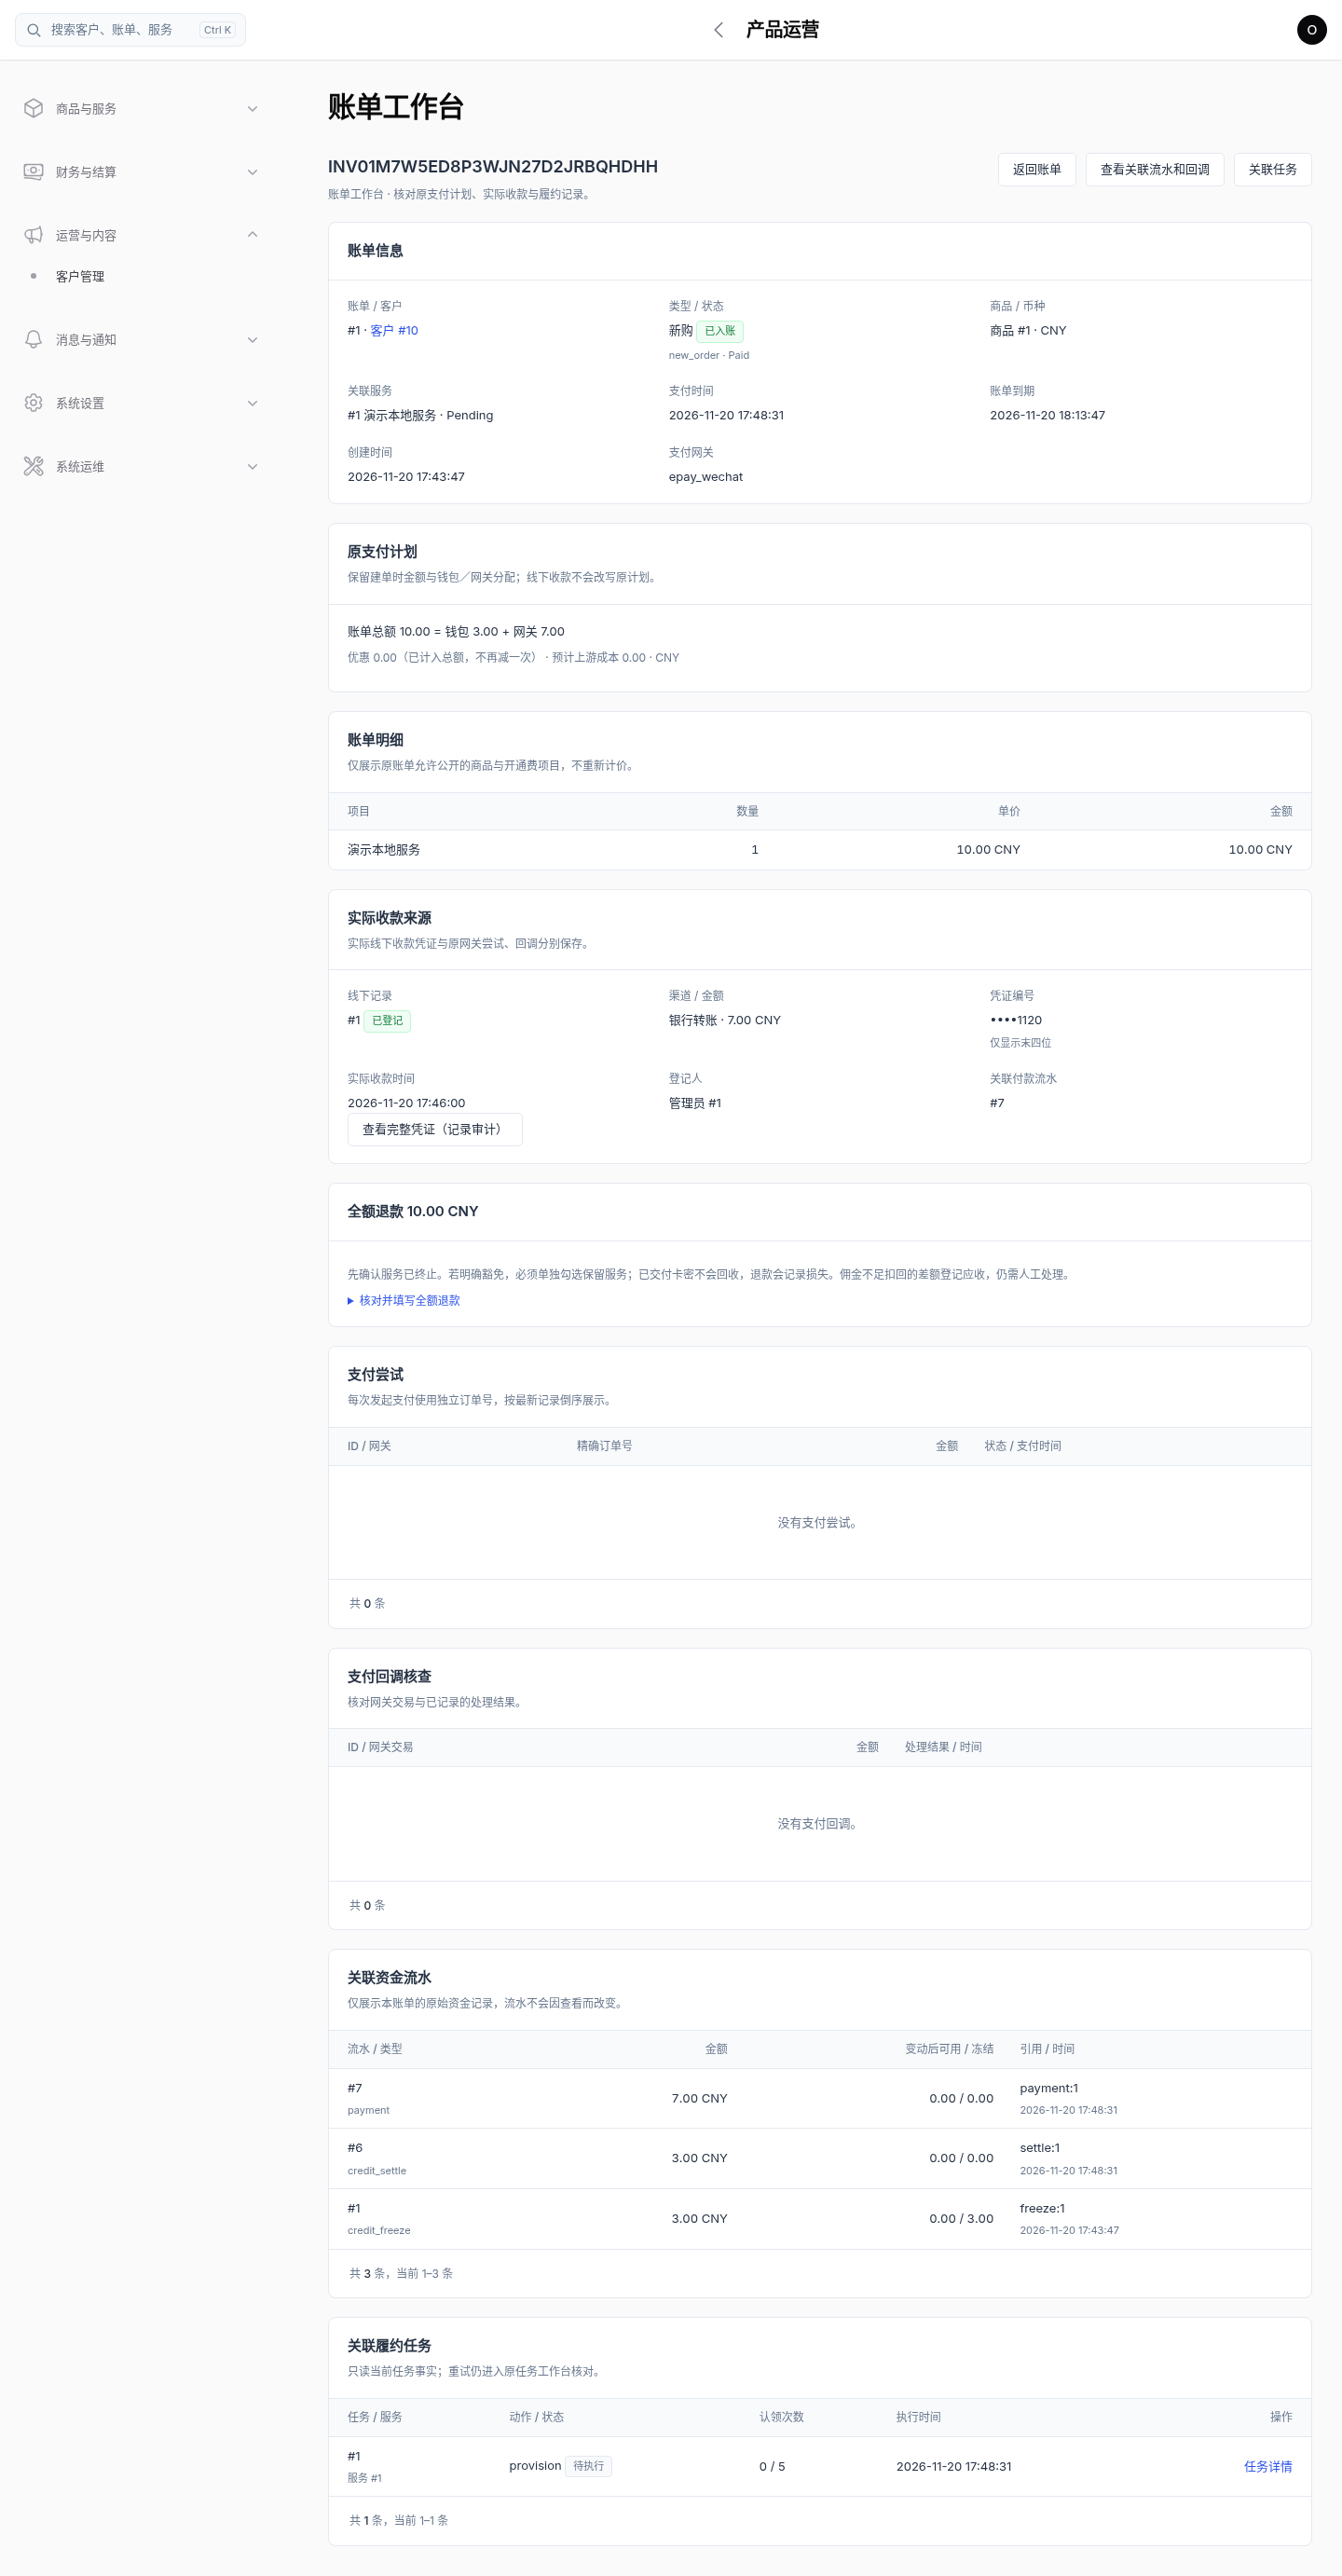 搜索客户、账单、服务 Ctrl K
产品运营
O
商品与服务
财务与结算
运营与内容
客户管理
消息与通知
系统设置
系统运维
账单工作台
INV01M7W5ED8P3WJN27D2JRBQHDHH
账单工作台 · 核对原支付计划、实际收款与履约记录。
返回账单 查看关联流水和回调 关联任务
账单信息
账单 / 客户 类型 / 状态 商品 / 币种
#1 · 客户 #10 新购 已入账 商品 #1 · CNY
new_order · Paid
关联服务 支付时间 账单到期
#1 演示本地服务 · Pending 2026-11-20 17:48:31 2026-11-20 18:13:47
创建时间 支付网关
2026-11-20 17:43:47 epay_wechat
原支付计划
保留建单时金额与钱包／网关分配；线下收款不会改写原计划。
账单总额 10.00 = 钱包 3.00 + 网关 7.00
优惠 0.00（已计入总额，不再减一次） · 预计上游成本 0.00 · CNY
账单明细
仅展示原账单允许公开的商品与开通费项目，不重新计价。
项目 数量 单价 金额
演示本地服务 1 10.00 CNY 10.00 CNY
实际收款来源
实际线下收款凭证与原网关尝试、回调分别保存。
线下记录 渠道 / 金额 凭证编号
#1 已登记 银行转账 · 7.00 CNY ••••1120
仅显示末四位
实际收款时间 登记人 关联付款流水
2026-11-20 17:46:00 管理员 #1 #7
查看完整凭证（记录审计）
全额退款 10.00 CNY
先确认服务已终止。若明确豁免，必须单独勾选保留服务；已交付卡密不会回收，退款会记录损失。佣金不足扣回的差额登记应收，仍需人工处理。
▶ 核对并填写全额退款
支付尝试
每次发起支付使用独立订单号，按最新记录倒序展示。
ID / 网关 精确订单号 金额 状态 / 支付时间
没有支付尝试。
共 0 条
支付回调核查
核对网关交易与已记录的处理结果。
ID / 网关交易 金额 处理结果 / 时间
没有支付回调。
共 0 条
关联资金流水
仅展示本账单的原始资金记录，流水不会因查看而改变。
流水 / 类型 金额 变动后可用 / 冻结 引用 / 时间
#7 7.00 CNY 0.00 / 0.00 payment:1
payment 2026-11-20 17:48:31
#6 3.00 CNY 0.00 / 0.00 settle:1
credit_settle 2026-11-20 17:48:31
#1 3.00 CNY 0.00 / 3.00 freeze:1
credit_freeze 2026-11-20 17:43:47
共 3 条，当前 1–3 条
关联履约任务
只读当前任务事实；重试仍进入原任务工作台核对。
任务 / 服务 动作 / 状态 认领次数 执行时间 操作
#1 provision 待执行 0 / 5 2026-11-20 17:48:31 任务详情
服务 #1
共 1 条，当前 1–1 条